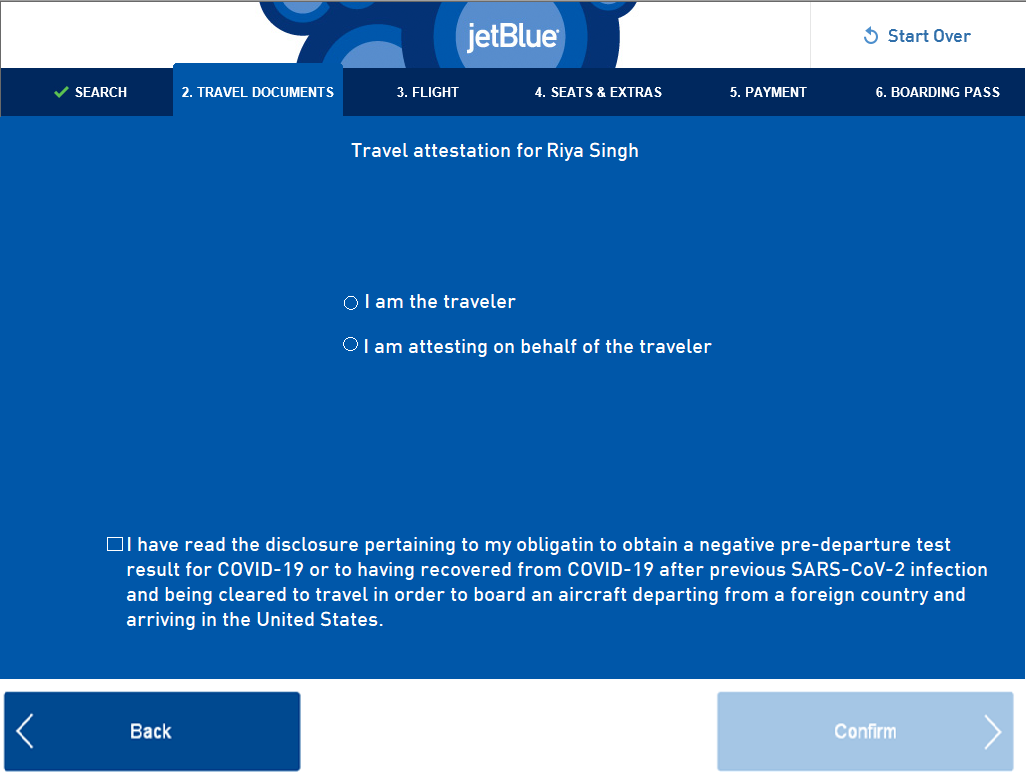 jetBlue
Start Over
SEARCH
2. TRAVEL DOCUMENTS
3. FLIGHT
4. SEATS & EXTRAS
5. PAYMENT
6. BOARDING PASS
Travel attestation for Riya Singh
I am the traveler
I am attesting on behalf of the traveler
I have read the disclosure pertaining to my obligatin to obtain a negative pre-departure test
result for COVID-19 or to having recovered from COVID-19 after previous SARS-CoV-2 infection
and being cleared to travel in order to board an aircraft departing from a foreign country and
arriving in the United States.
Back
Confirm